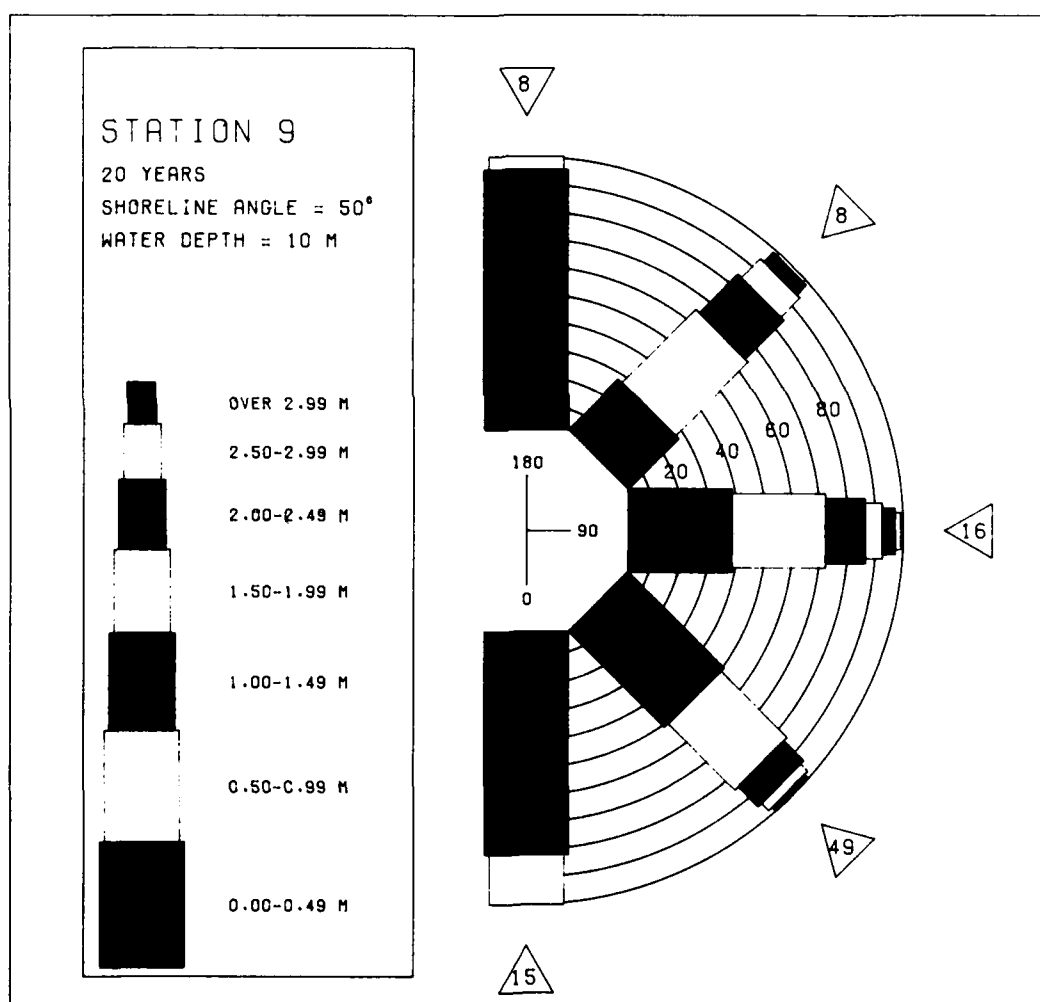 STATION 9
20 YEARS
SHORELINE ANGLE = 50°
WATER DEPTH = 10 M
OVER 2.99 M
2.50-2.99 M
2.00-2.49 M
1.50-1.99 M
1.00-1.49 M
0.50-0.99 M
0.00-0.49 M
8
8
80
60
40
20
180
90
0
16
49
15